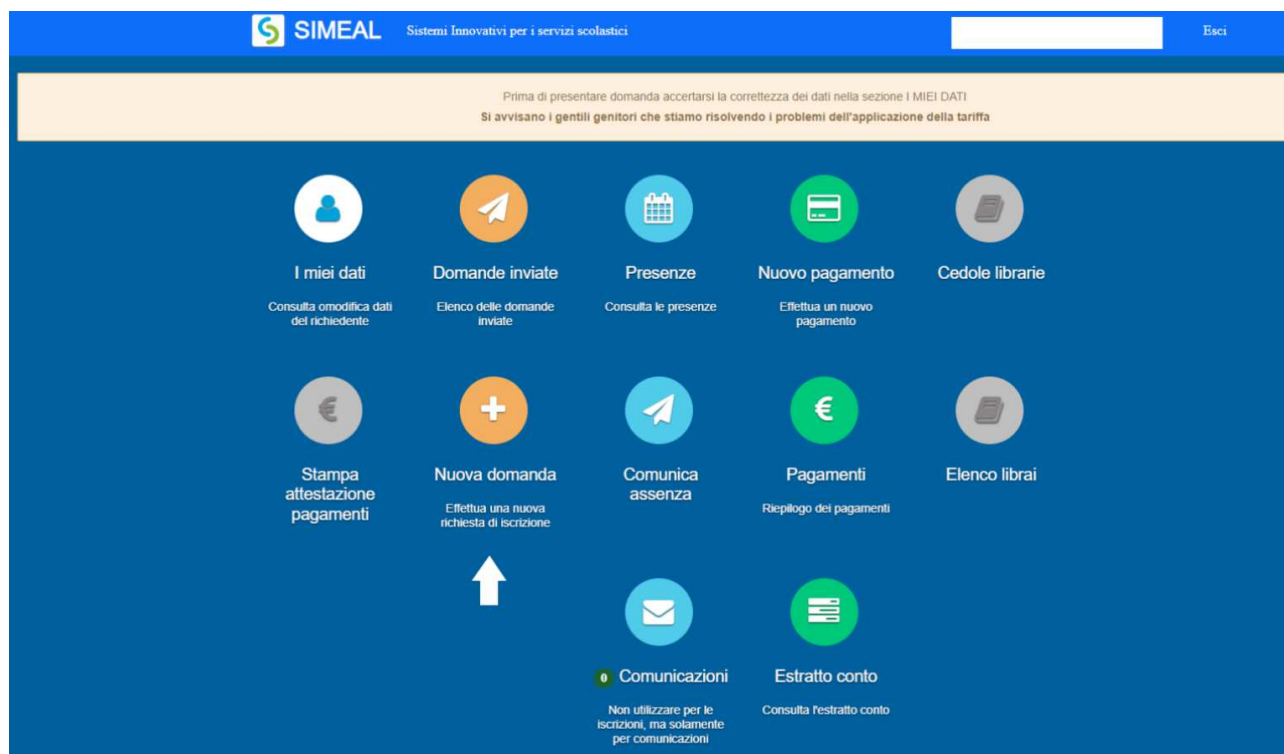 SIMEAL Sistemi Innovativi per i servizi scolastici Esci
Prima di presentare domanda accertarsi la correttezza dei dati nella sezione I MIEI DATI
Si avvisano i gentili genitori che stiamo risolvendo i problemi dell'applicazione della tariffa
I miei dati
Consulta omodifica dati
del richiedente
Domande inviate
Elenco delle domande
inviate
Presenze
Consulta le presenze
Nuovo pagamento
Effettua un nuovo
pagamento
Cedole librarie
€
Stampa
attestazione
pagamenti
Nuova domanda
Effettua una nuova
richiesta di iscrizione
Comunica
assenza
€
Pagamenti
Riepilogo dei pagamenti
Elenco librai
0 Comunicazioni
Non utilizzare per le
iscrizioni, ma solamente
per comunicazioni
Estratto conto
Consulta l'estratto conto